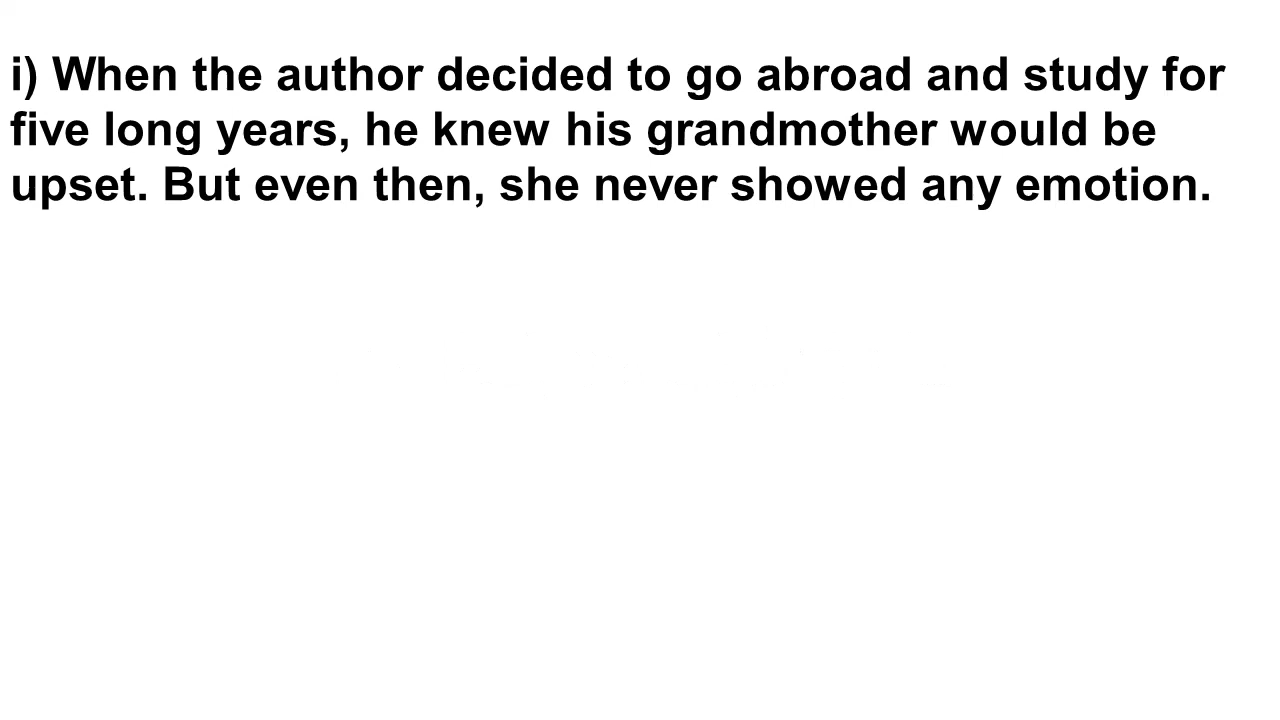 i) When the author decided to go abroad and study for
five long years, he knew his grandmother would be
upset. But even then, she never showed any emotion.